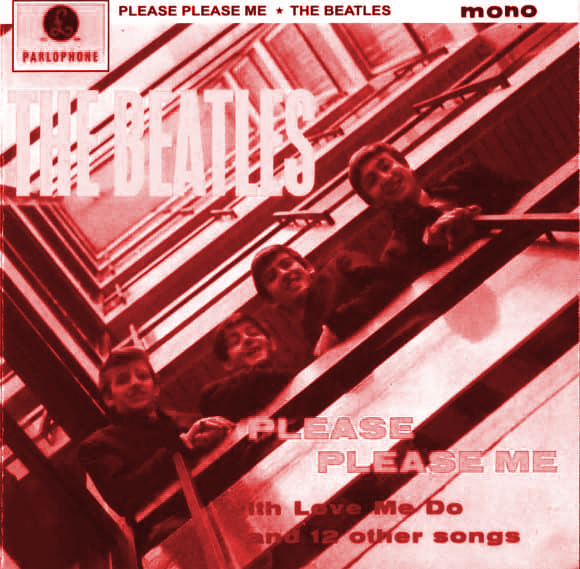 PARLOPHONE
PLEASE PLEASE ME ★ THE BEATLES
mono
THE BEATLES
PLEASE
PLEASE ME
ith Love Me Do
and 12 other songs